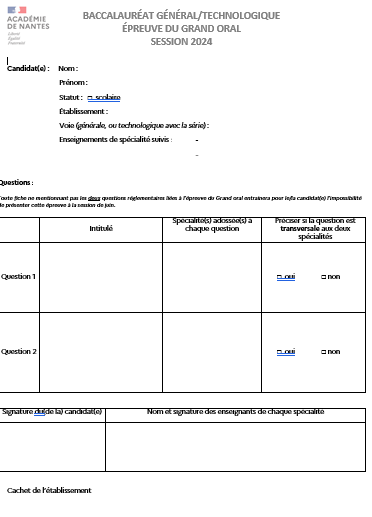 ACADÉMIE
DE NANTES
Liberté
Égalité
Fraternité
BACCALAURÉAT GÉNÉRAL/TECHNOLOGIQUE
ÉPREUVE DU GRAND ORAL
SESSION 2024
Candidat(e) : Nom :
Prénom :
Statut : □ scolaire
Établissement :
Voie (générale, ou technologique avec la série) :
Enseignements de spécialité suivis : -
-
Questions :
Toute fiche ne mentionnant pas les deux questions réglementaires liées à l'épreuve du Grand oral entrainera pour le/la candidat(e) l'impossibilité
de présenter cette épreuve à la session de juin.
Intitulé
Spécialité(s) adossée(s) à
chaque question
Préciser si la question est
transversale aux deux
spécialités
Question 1
□ oui □ non
Question 2
□ oui □ non
Signature du(de la) candidat(e)
Nom et signature des enseignants de chaque spécialité
Cachet de l'établissement